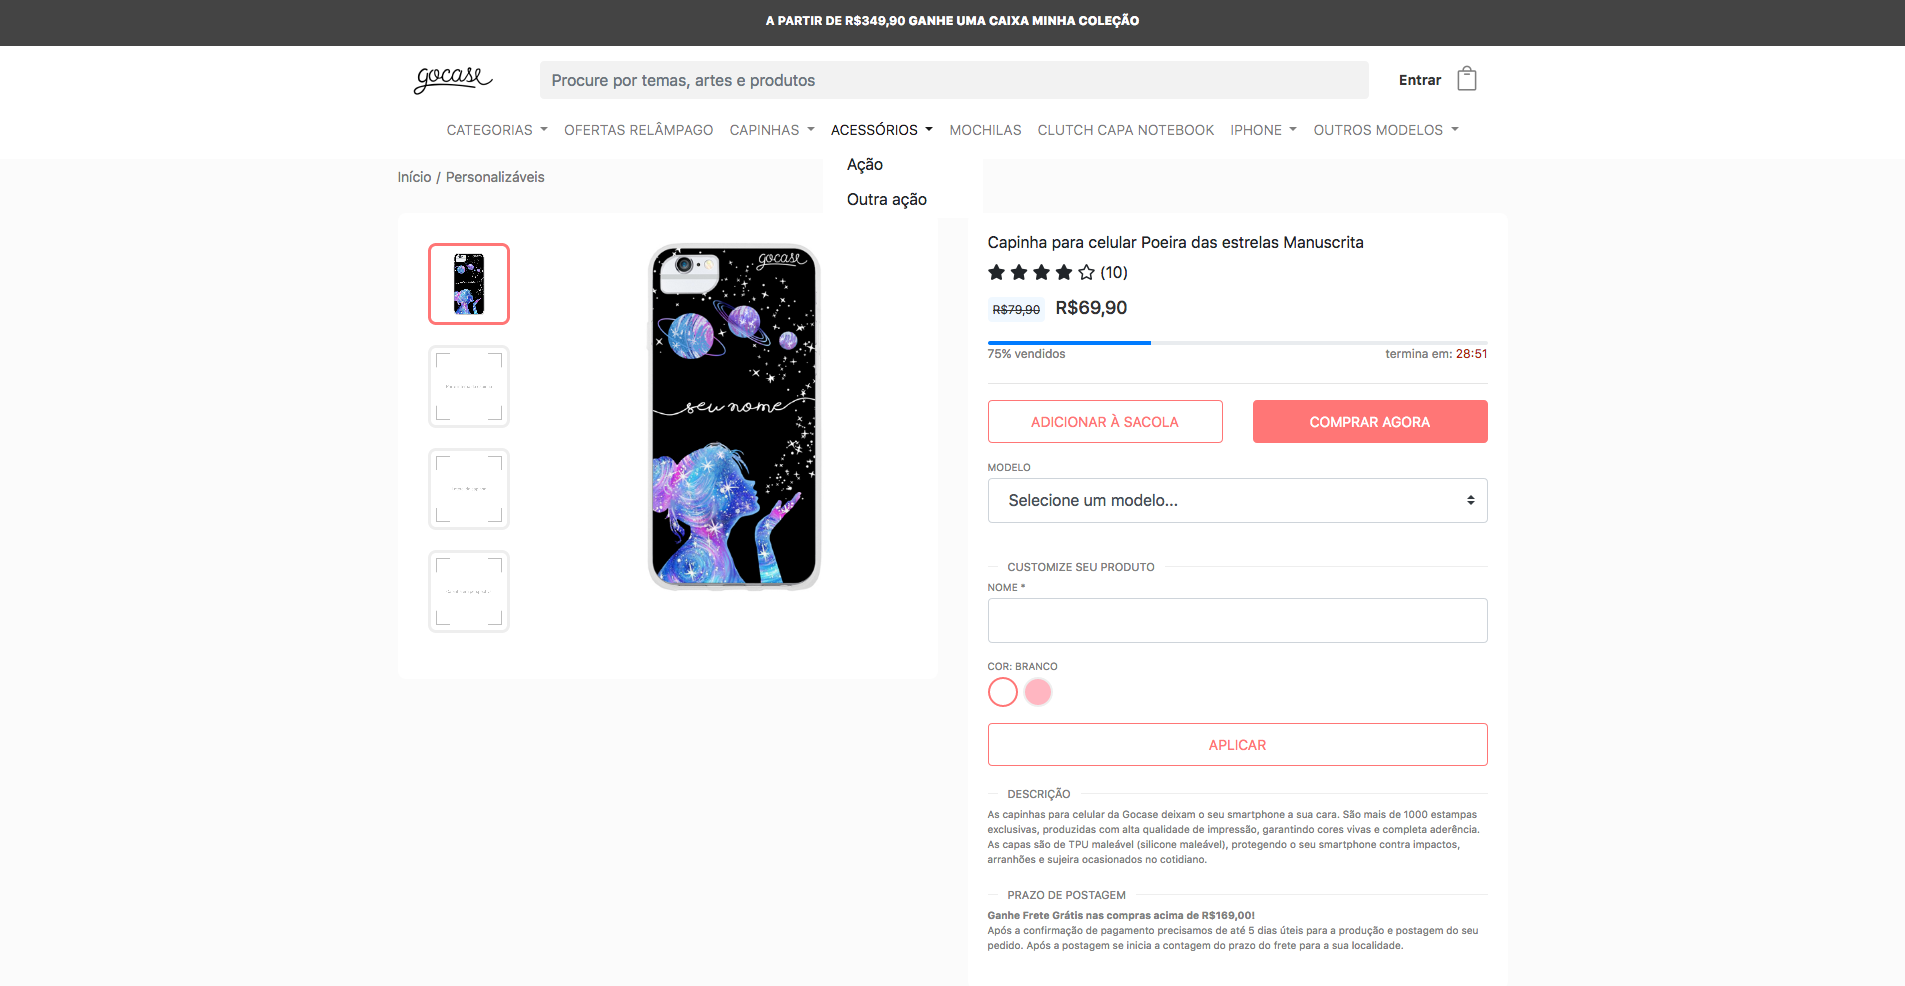 A PARTIR DE R$349,90 GANHE UMA CAIXA MINHA COLEÇÃO
gocase
Procure por temas, artes e produtos
Entrar
CATEGORIAS
OFERTAS RELÂMPAGO
CAPINHAS
ACESSÓRIOS
MOCHILAS
CLUTCH CAPA NOTEBOOK
IPHONE
OUTROS MODELOS
Ação
Outra ação
Início / Personalizáveis
gocase
seu nome
Capinha para celular Poeira das estrelas Manuscrita
(10)
R$79,90 R$69,90
75% vendidos
termina em: 28:51
ADICIONAR À SACOLA
COMPRAR AGORA
MODELO
Selecione um modelo...
CUSTOMIZE SEU PRODUTO
NOME *
COR: BRANCO
APLICAR
DESCRIÇÃO
As capinhas para celular da Gocase deixam o seu smartphone a sua cara. São mais de 1000 estampas
exclusivas, produzidas com alta qualidade de impressão, garantindo cores vivas e completa aderência.
As capas são de TPU maleável (silicone maleável), protegendo o seu smartphone contra impactos,
arranhões e sujeira ocasionados no cotidiano.
PRAZO DE POSTAGEM
Ganhe Frete Grátis nas compras acima de R$169,00!
Após a confirmação de pagamento precisamos de até 5 dias úteis para a produção e postagem do seu
pedido. Após a postagem se inicia a contagem do prazo do frete para a sua localidade.